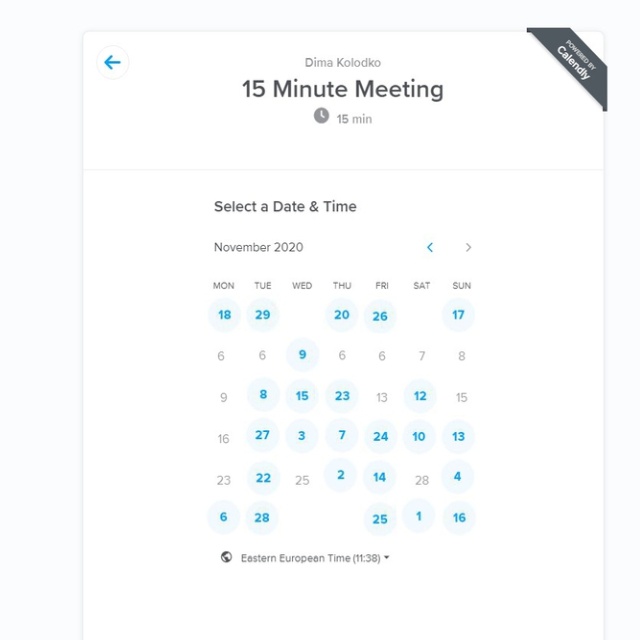 POWERED BY
Calendly
Dima Kolodko
15 Minute Meeting
15 min
Select a Date & Time
November 2020
MON TUE WED THU FRI SAT SUN
18 29 20 26 17
6 6 9 6 6 7 8
9 8 15 23 13 12 15
16 27 3 7 24 10 13
23 22 25 2 14 28 4
6 28 25 1 16
Eastern European Time (11:38)